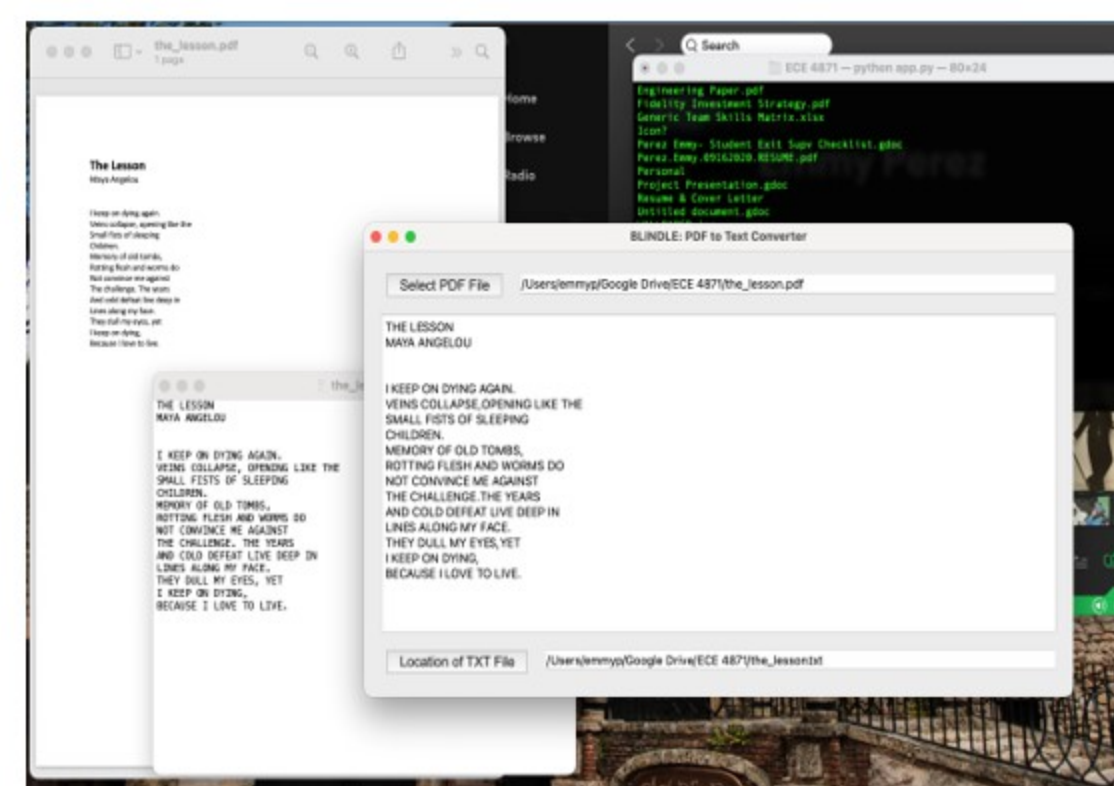 the_lesson.pdf
1 page
The Lesson
Maya Angelou
I keep on dying again.
Veins collapse, opening like the
Small fists of sleeping
Children.
Memory of old tombs,
Rotting flesh and worms do
Not convince me against
The challenge. The years
And cold defeat live deep in
Lines along my face.
They dull my eyes, yet
I keep on dying,
Because I love to live.
Home
Browse
Radio
Search
ECE 4871 — python app.py — 80×24
Engineering Paper.pdf
Fidelity Investment Strategy.pdf
Generic Team Skills Matrix.xlsx
Icon?
Perez Emmy- Student Exit Supv Checklist.gdoc
Perez.Emmy.09162020.RESUME.pdf
Personal
Project Presentation.gdoc
Resume & Cover Letter
Untitled document.gdoc
my Perez
the_le
THE LESSON
MAYA ANGELOU
I KEEP ON DYING AGAIN.
VEINS COLLAPSE, OPENING LIKE THE
SMALL FISTS OF SLEEPING
CHILDREN.
MEMORY OF OLD TOMBS,
ROTTING FLESH AND WORMS DO
NOT CONVINCE ME AGAINST
THE CHALLENGE. THE YEARS
AND COLD DEFEAT LIVE DEEP IN
LINES ALONG MY FACE.
THEY DULL MY EYES, YET
I KEEP ON DYING,
BECAUSE I LOVE TO LIVE.
BLINDLE: PDF to Text Converter
Select PDF File
/Users/emmyp/Google Drive/ECE 4871/the_lesson.pdf
THE LESSON
MAYA ANGELOU
I KEEP ON DYING AGAIN.
VEINS COLLAPSE,OPENING LIKE THE
SMALL FISTS OF SLEEPING
CHILDREN.
MEMORY OF OLD TOMBS,
ROTTING FLESH AND WORMS DO
NOT CONVINCE ME AGAINST
THE CHALLENGE.THE YEARS
AND COLD DEFEAT LIVE DEEP IN
LINES ALONG MY FACE.
THEY DULL MY EYES,YET
I KEEP ON DYING,
BECAUSE I LOVE TO LIVE.
Location of TXT File
/Users/emmyp/Google Drive/ECE 4871/the_lesson.txt